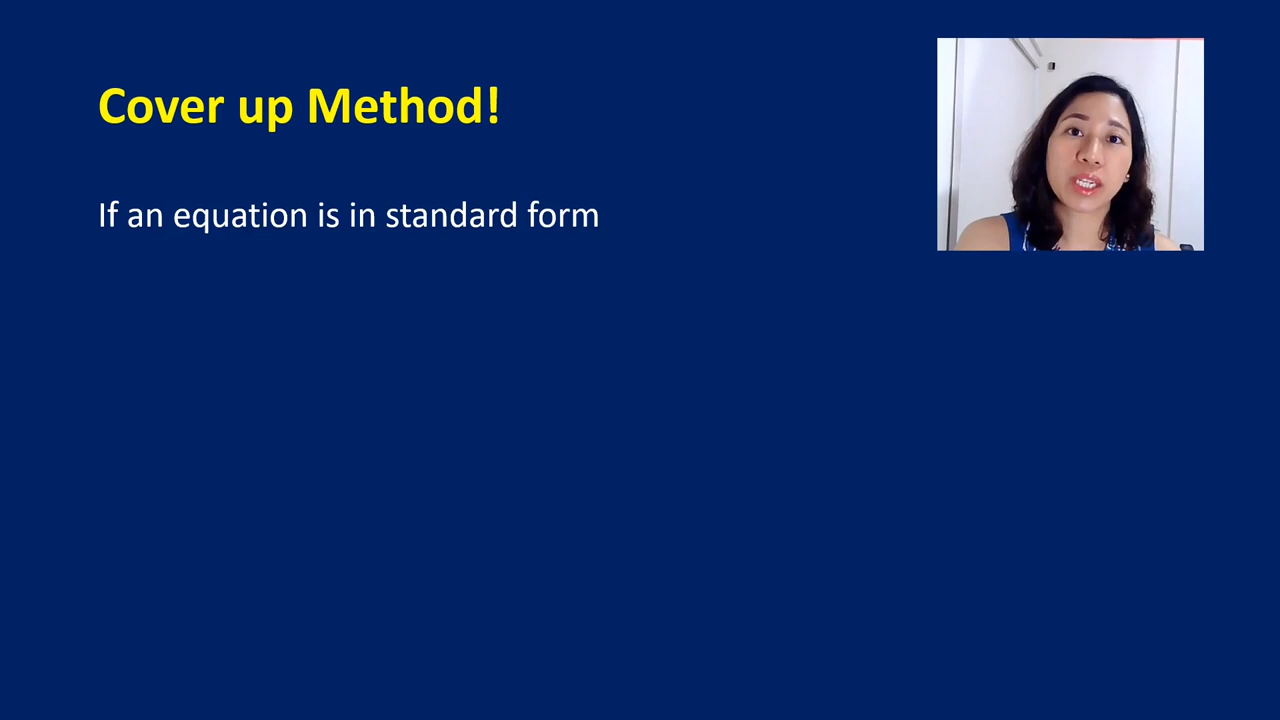 Cover up Method!
If an equation is in standard form